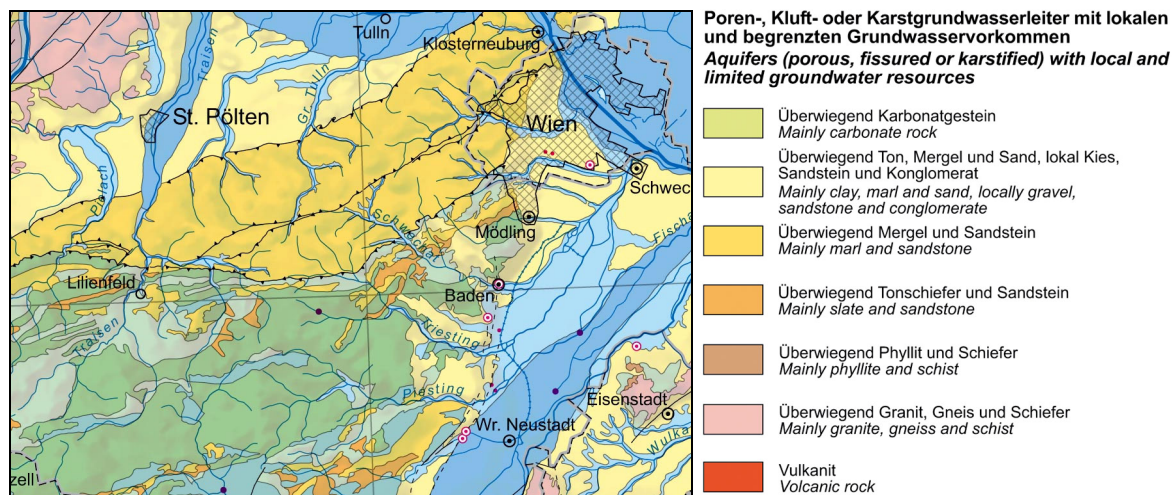 Tulln
Klosterneuburg
Traisen
Gr. Tulln
St. Pölten
Wien
Pielach
Schwec
Schwechat
Mödling
Fischa
Lilienfeld
Baden
Traisen
Triesting
Piesting
Eisenstadt
Wr. Neustadt
Wulka
zell
Poren-, Kluft- oder Karstgrundwasserleiter mit lokalen
und begrenzten Grundwasservorkommen
Aquifers (porous, fissured or karstified) with local and
limited groundwater resources
Überwiegend Karbonatgestein
Mainly carbonate rock
Überwiegend Ton, Mergel und Sand, lokal Kies,
Sandstein und Konglomerat
Mainly clay, marl and sand, locally gravel,
sandstone and conglomerate
Überwiegend Mergel und Sandstein
Mainly marl and sandstone
Überwiegend Tonschiefer und Sandstein
Mainly slate and sandstone
Überwiegend Phyllit und Schiefer
Mainly phyllite and schist
Überwiegend Granit, Gneis und Schiefer
Mainly granite, gneiss and schist
Vulkanit
Volcanic rock